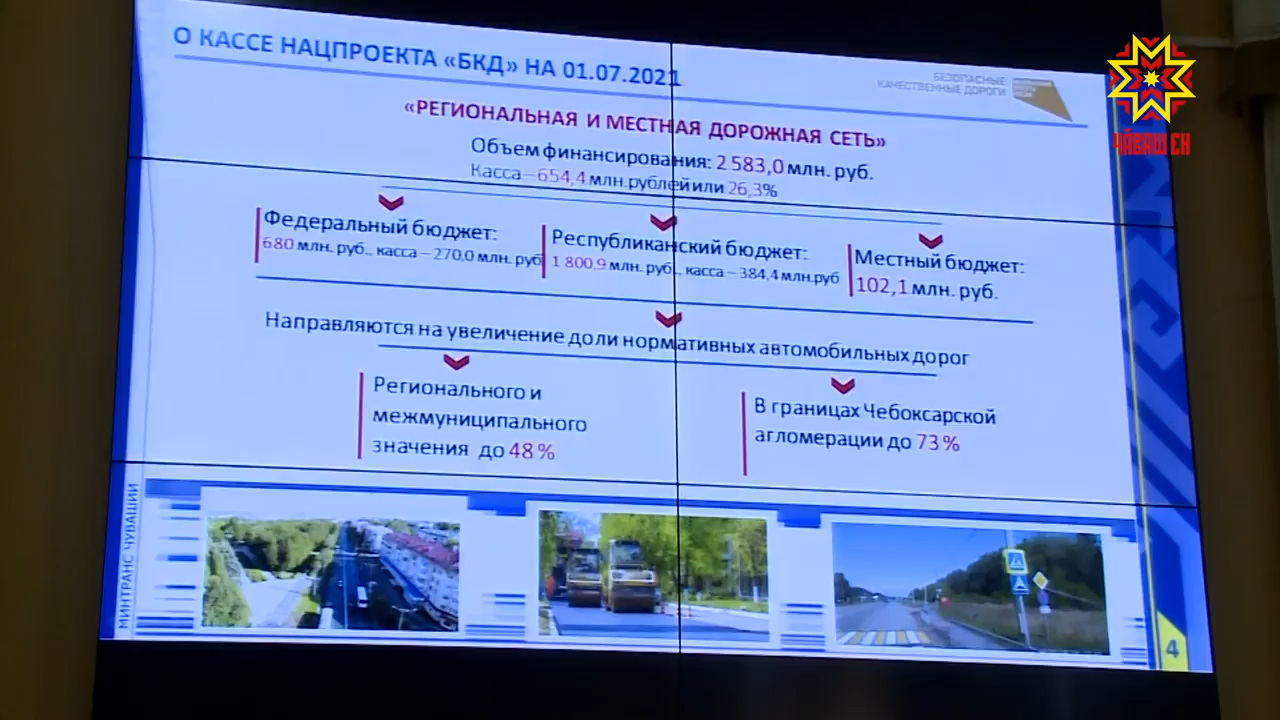 О КАССЕ НАЦПРОЕКТА «БКД» НА 01.07.2021
БЕЗОПАСНЫЕ
КАЧЕСТВЕННЫЕ ДОРОГИ
ЧӐВАШ ЕН
«РЕГИОНАЛЬНАЯ И МЕСТНАЯ ДОРОЖНАЯ СЕТЬ»
Объем финансирования: 2 583,0 млн. руб.
Касса – 654,4 млн.рублей или 26,3%
Федеральный бюджет:
680 млн. руб., касса – 270,0 млн. руб
Республиканский бюджет:
1 800,9 млн. руб., касса – 384,4 млн.руб
Местный бюджет:
102,1 млн. руб.
Направляются на увеличение доли нормативных автомобильных дорог
Регионального и
межмуниципального
значения до 48 %
В границах Чебоксарской
агломерации до 73 %
МИНТРАНС ЧУВАШИИ
4